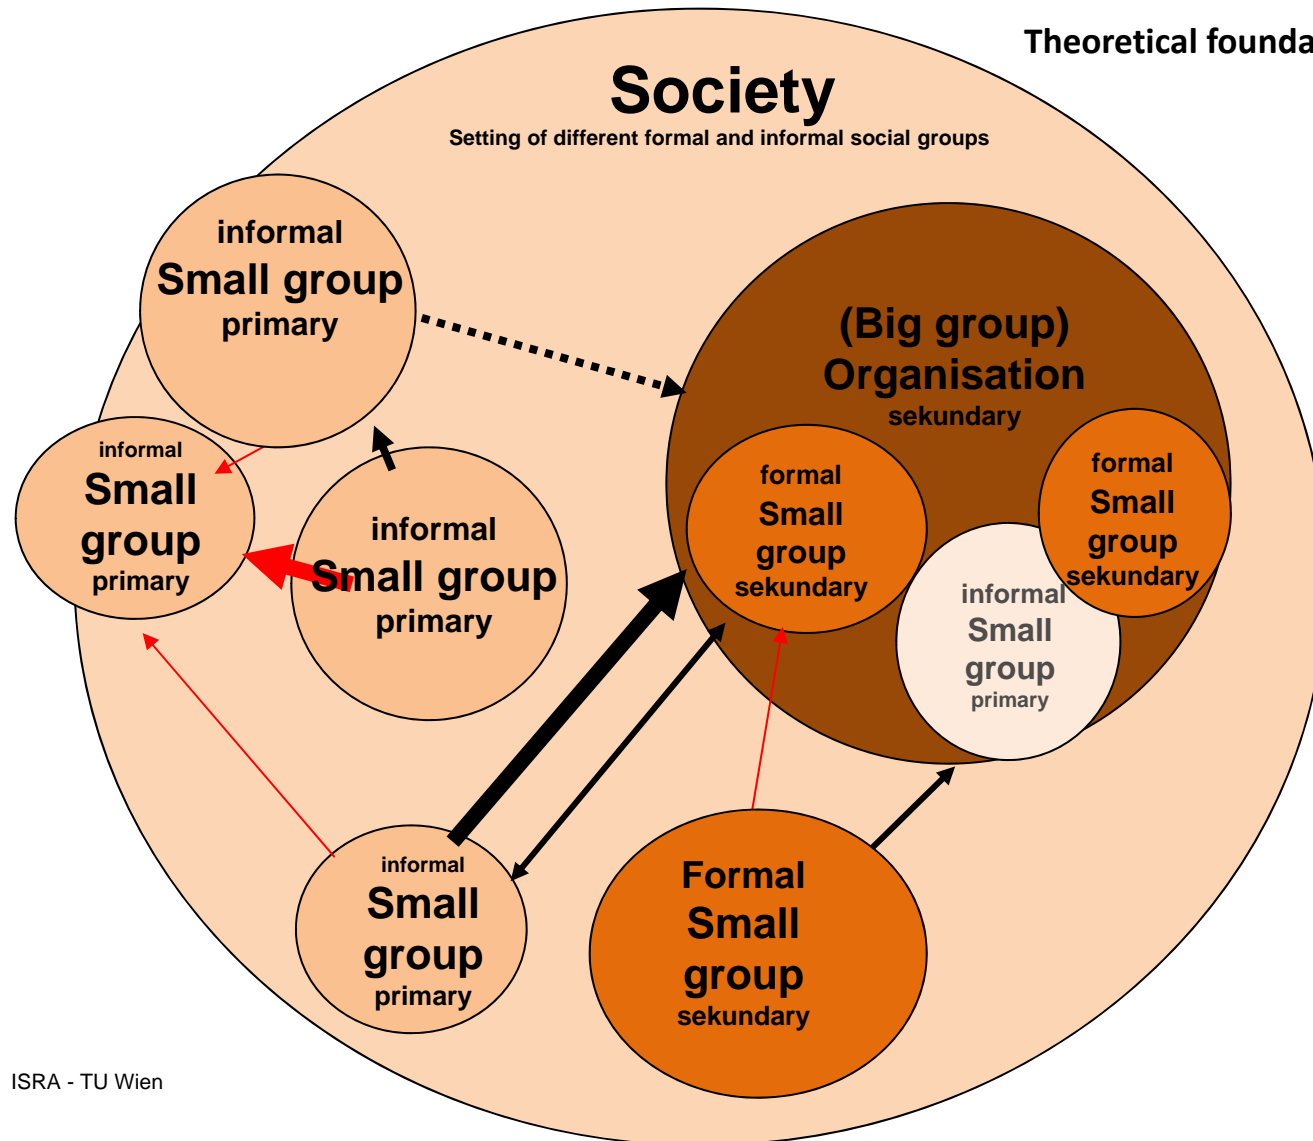 Theoretical founda
Society
Setting of different formal and informal social groups
informal
Small group
primary
(Big group)
Organisation
sekundary
informal
Small
group
primary
informal
Small group
primary
formal
Small
group
sekundary
formal
Small
group
sekundary
informal
Small
group
primary
informal
Small
group
primary
Formal
Small
group
sekundary
ISRA - TU Wien